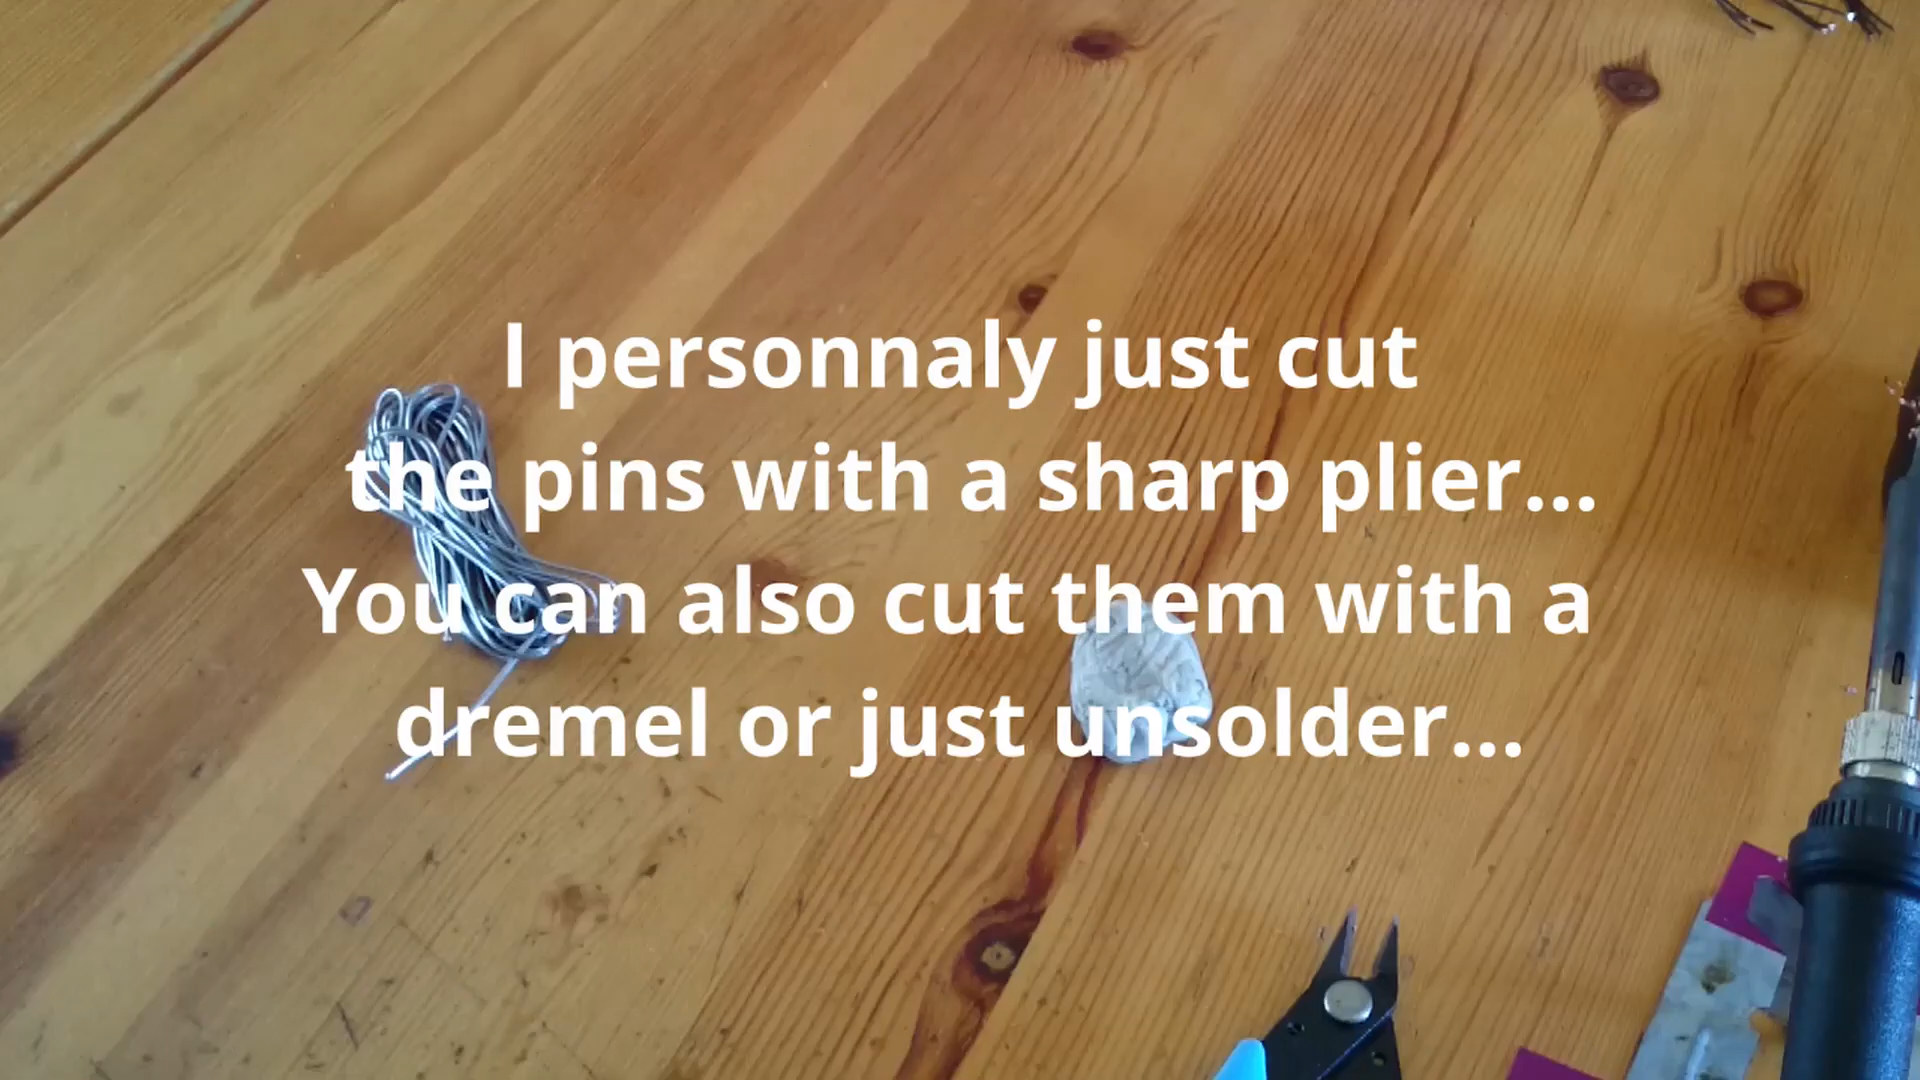 I personnaly just cut
the pins with a sharp plier...
You can also cut them with a
dremel or just unsolder...